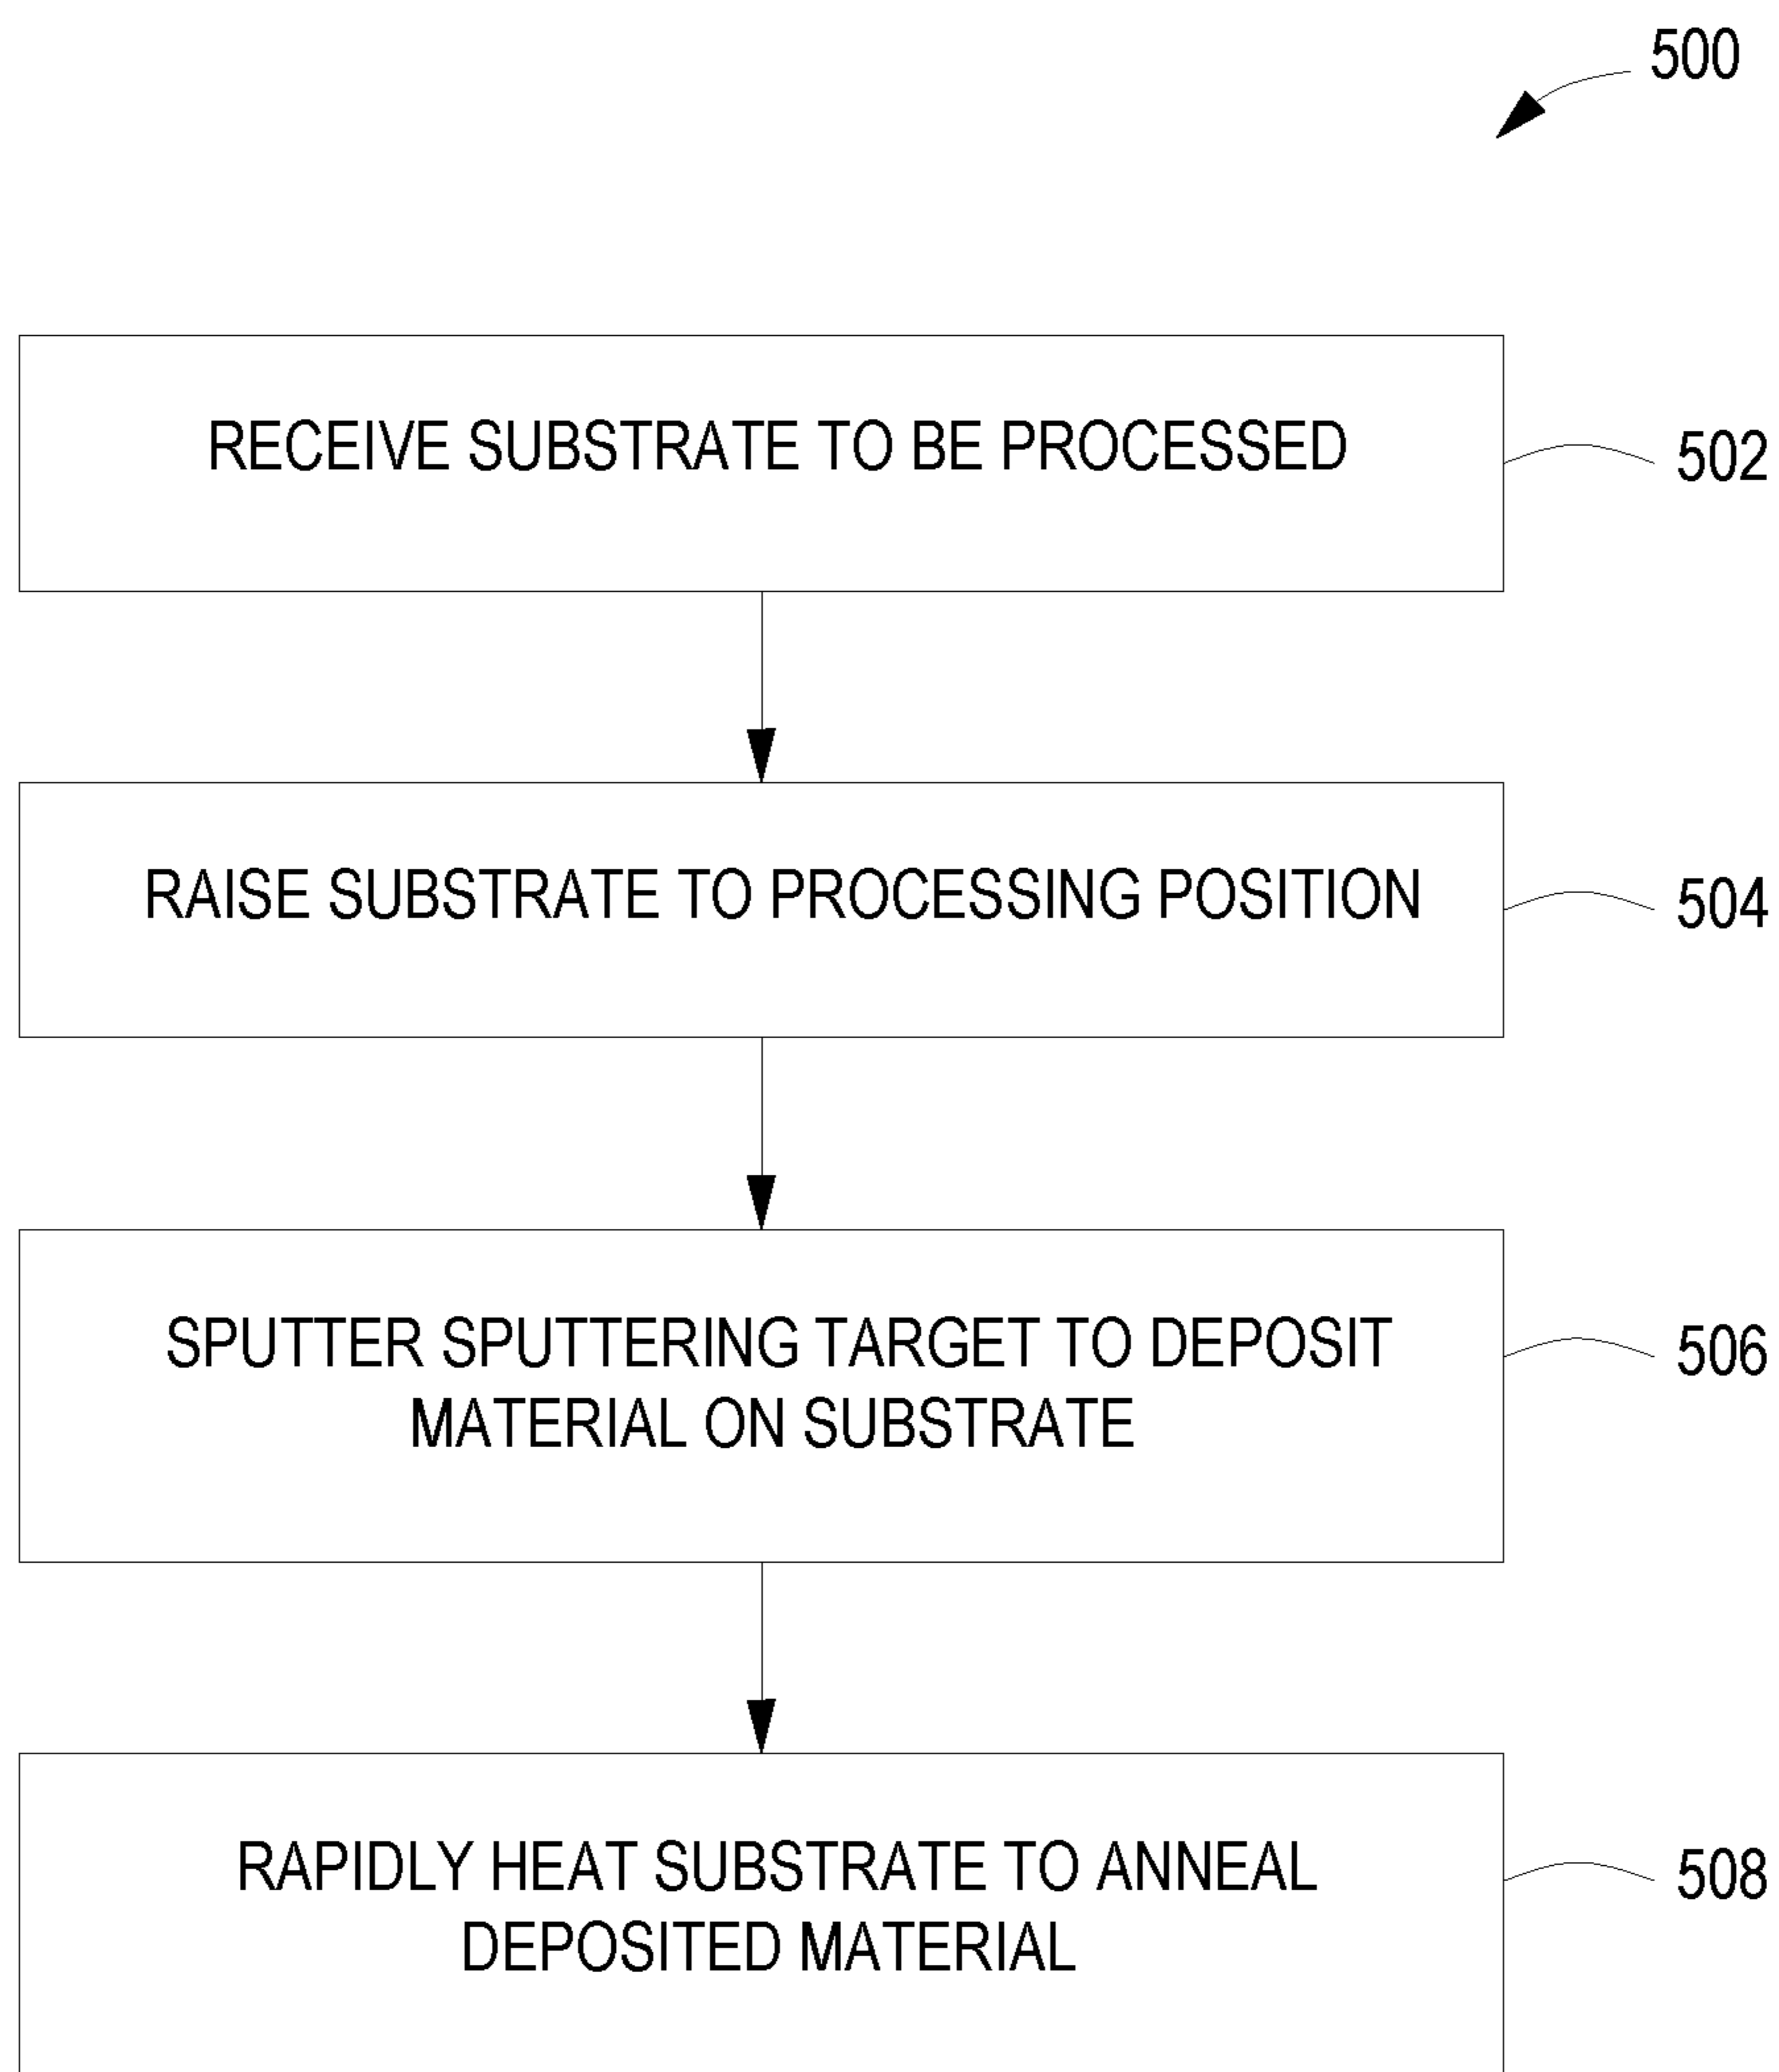 500
RECEIVE SUBSTRATE TO BE PROCESSED
502
RAISE SUBSTRATE TO PROCESSING POSITION
504
SPUTTER SPUTTERING TARGET TO DEPOSIT
MATERIAL ON SUBSTRATE
506
RAPIDLY HEAT SUBSTRATE TO ANNEAL
DEPOSITED MATERIAL
508